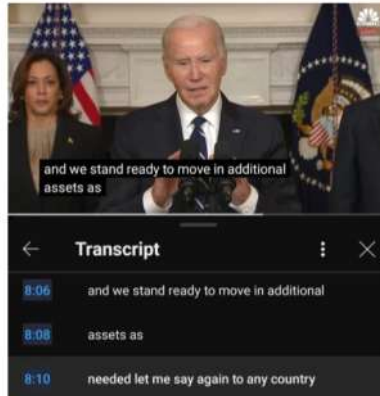 and we stand ready to move in additional
assets as
Transcript
8:06 and we stand ready to move in additional
8:08 assets as
8:10 needed let me say again to any country